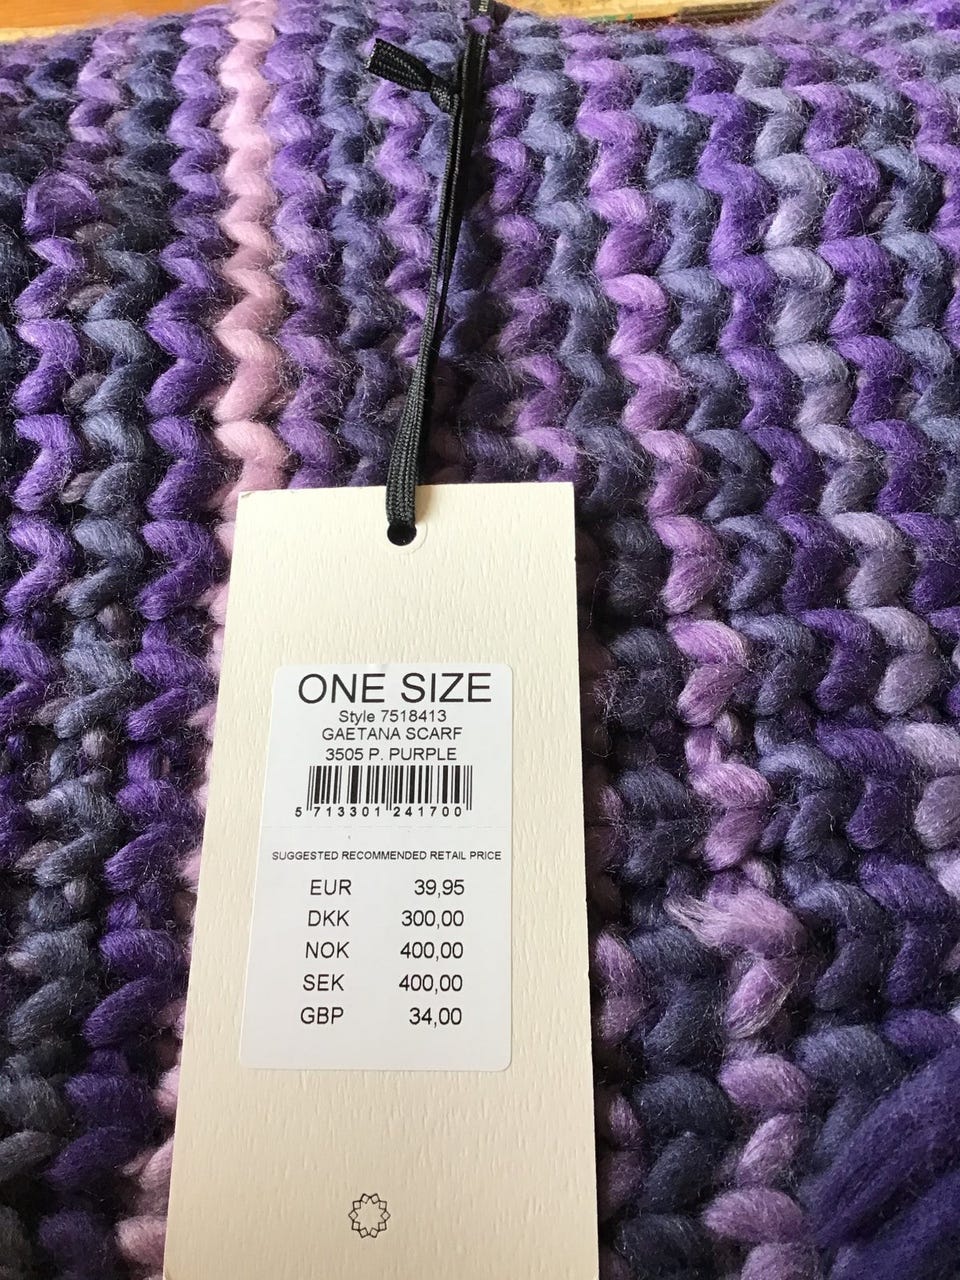 ONE SIZE
Style 7518413
GAETANA SCARF
3505 P. PURPLE
5 713301 241700
SUGGESTED RECOMMENDED RETAIL PRICE
EUR 39,95
DKK 300,00
NOK 400,00
SEK 400,00
GBP 34,00